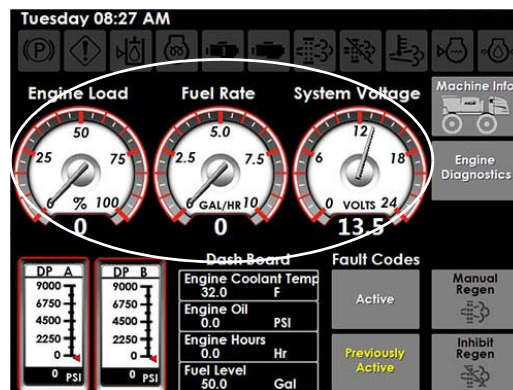 Tuesday 08:27 AM
Engine Load
Fuel Rate
System Voltage
Machine Info
0 25 50 75 100
%
0
0 2.5 5.0 7.5 10
GAL/HR
0
0 6 12 18 24
VOLTS
13.5
Engine
Diagnostics
DP A
9000
6750
4500
2250
0
0 PSI
DP B
9000
6750
4500
2250
0
0 PSI
Dash Board
Engine Coolant Temp
32.0 F
Engine Oil
0.0 PSI
Engine Hours
0.0 Hr
Fuel Level
50.0 Gal
Fault Codes
Active
Previously
Active
Manual
Regen
Inhibit
Regen